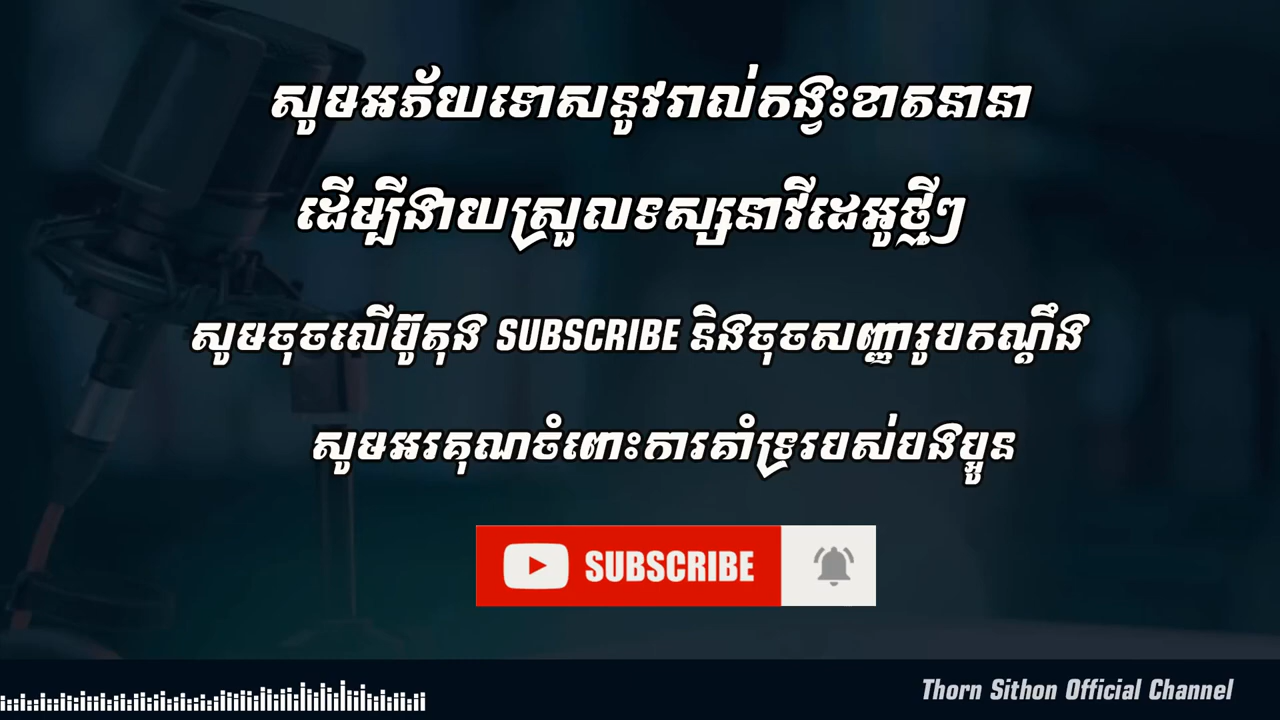 សូមអភ័យទោសនូវរាល់កង្វះខាតនានា
ដើម្បីងាយស្រួលទស្សនាវីដេអូថ្មីៗ
សូមចុចលើប៊ូតុង SUBSCRIBE និងចុចសញ្ញារូបកណ្ដឹង
សូមអរគុណចំពោះការគាំទ្ររបស់បងប្អូន
SUBSCRIBE
Thorn Sithon Official Channel